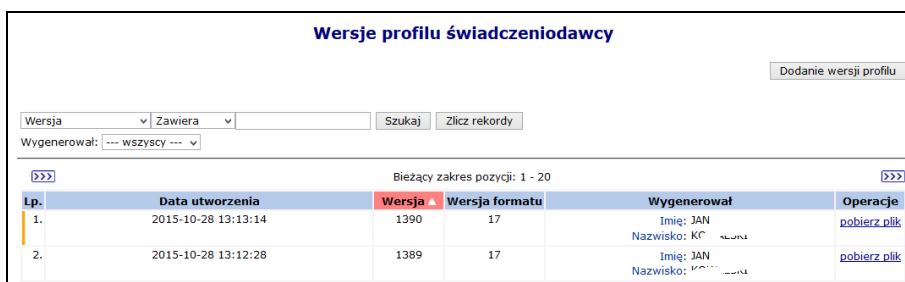 Wersje profilu świadczeniodawcy
Dodanie wersji profilu
Wersja Zawiera Szukaj Zlicz rekordy
Wygenerował: --- wszyscy ---
>>> Bieżący zakres pozycji: 1 - 20 >>>
Lp. Data utworzenia Wersja Wersja formatu Wygenerował Operacje
1. 2015-10-28 13:13:14 1390 17 Imię: JAN pobierz plik
Nazwisko:
2. 2015-10-28 13:12:28 1389 17 Imię: JAN pobierz plik
Nazwisko: